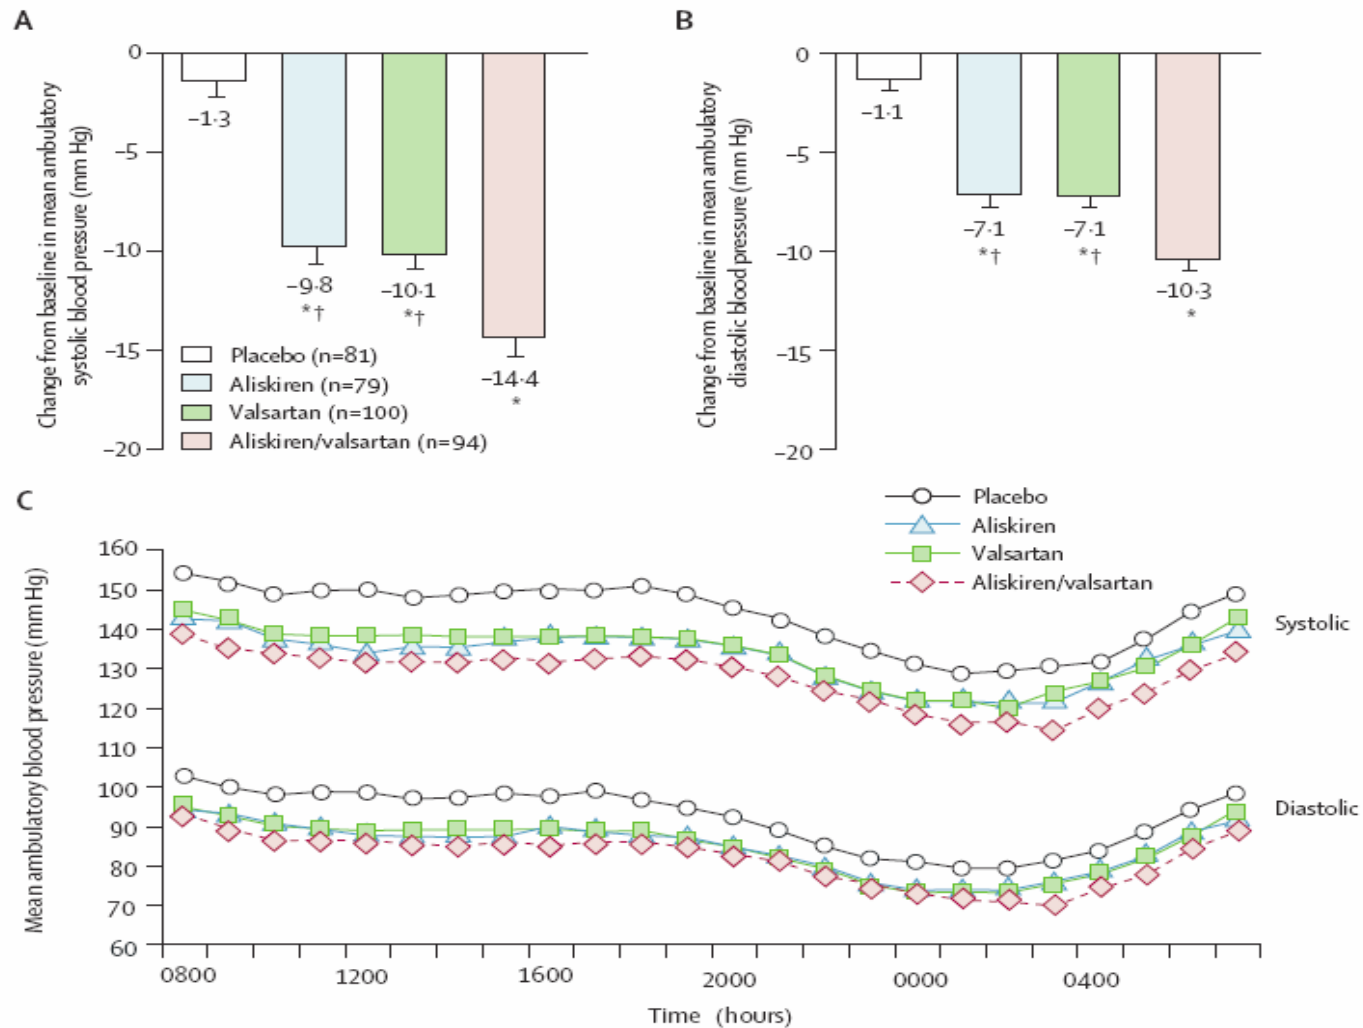 A
Change from baseline in mean ambulatory
systolic blood pressure (mm Hg)
0
−5
−10
−15
−20
−1·3
−9·8
*†
−10·1
*†
−14·4
*
Placebo (n=81)
Aliskiren (n=79)
Valsartan (n=100)
Aliskiren/valsartan (n=94)
B
Change from baseline in mean ambulatory
diastolic blood pressure (mm Hg)
0
−5
−10
−15
−20
−1·1
−7·1
*†
−7·1
*†
−10·3
*
C
Placebo
Aliskiren
Valsartan
Aliskiren/valsartan
Mean ambulatory blood pressure (mm Hg)
160
150
140
130
120
110
100
90
80
70
60
Systolic
Diastolic
0800 1200 1600 2000 0000 0400
Time (hours)